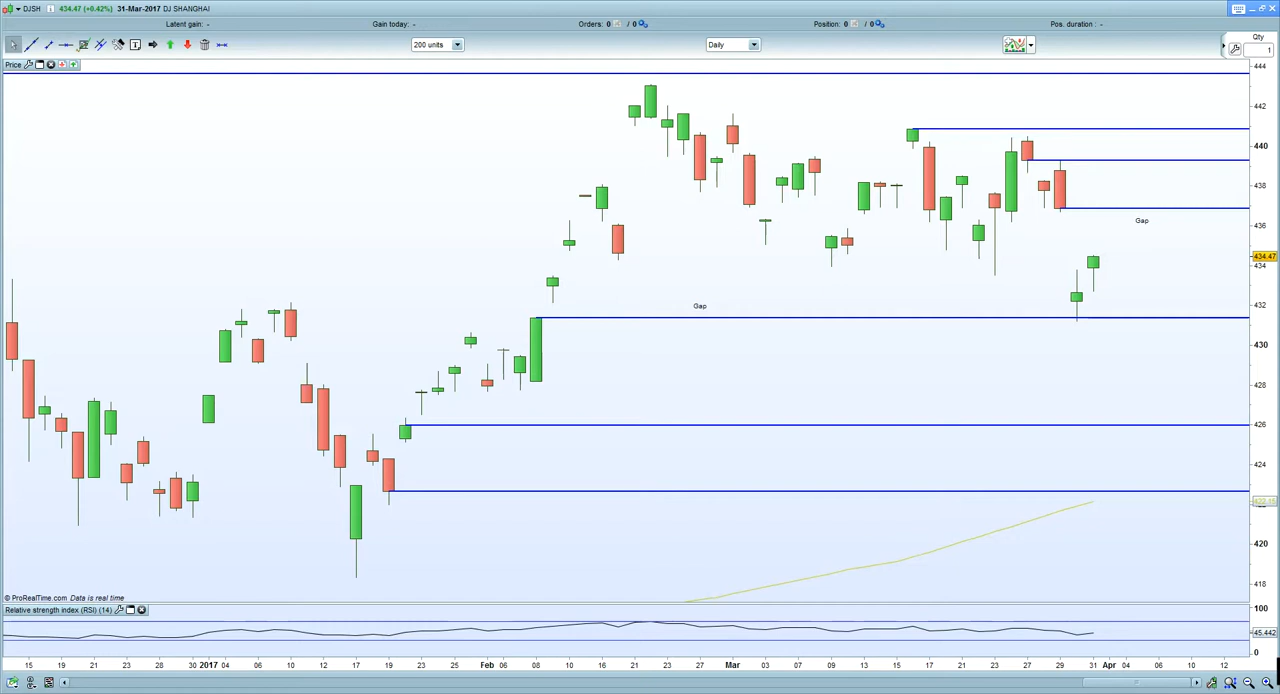 DJSH 434.47 (+0.42%) 31-Mar-2017 DJ SHANGHAI
Latent gain: - Gain today: - Orders: 0 / 0 Position: 0 / 0 Pos. duration: -
200 units Daily Qty
1
Price
444
442
440
438
436
434.47
434
432
430
428
426
424
422.15
420
418
Gap
Gap
© ProRealTime.com Data is real time
Relative strength index (RSI) (14)
100
45.442
0
15 19 21 23 28 30 2017 04 06 10 12 17 19 23 25 Feb 06 08 10 16 21 23 27 Mar 03 07 09 13 15 17 21 23 27 29 31 Apr 04 06 10 12